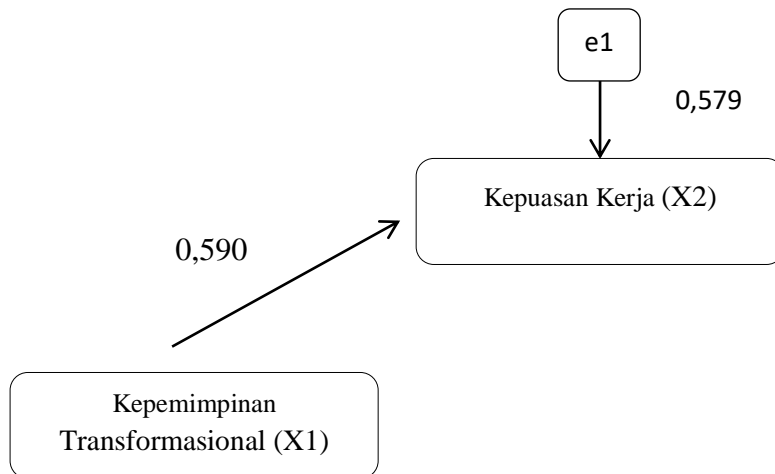 e1
0,579
Kepuasan Kerja (X2)
0,590
Kepemimpinan
Transformasional (X1)